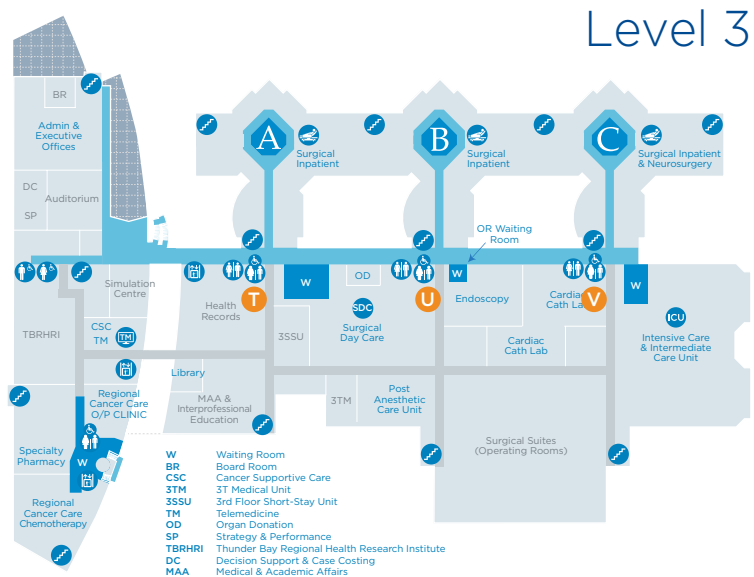 Level 3
BR
Admin &
Executive
Offices
DC
SP
Auditorium
A
Surgical
Inpatient
B
Surgical
Inpatient
C
Surgical Inpatient
& Neurosurgery
OR Waiting
Room
TBRHRI
Simulation
Centre
CSC
TM
TM
Health
Records
T
W
OD
SDC
Surgical
Day Care
3SSU
U
W
Endoscopy
Cardiac
Cath Lab
V
W
Cardiac
Cath Lab
ICU
Intensive Care
& Intermediate
Care Unit
Library
Regional
Cancer Care
O/P CLINIC
MAA &
Interprofessional
Education
3TM
Post
Anesthetic
Care Unit
Surgical Suites
(Operating Rooms)
Specialty
Pharmacy
W
Regional
Cancer Care
Chemotherapy
W Waiting Room
BR Board Room
CSC Cancer Supportive Care
3TM 3T Medical Unit
3SSU 3rd Floor Short-Stay Unit
TM Telemedicine
OD Organ Donation
SP Strategy & Performance
TBRHRI Thunder Bay Regional Health Research Institute
DC Decision Support & Case Costing
MAA Medical & Academic Affairs